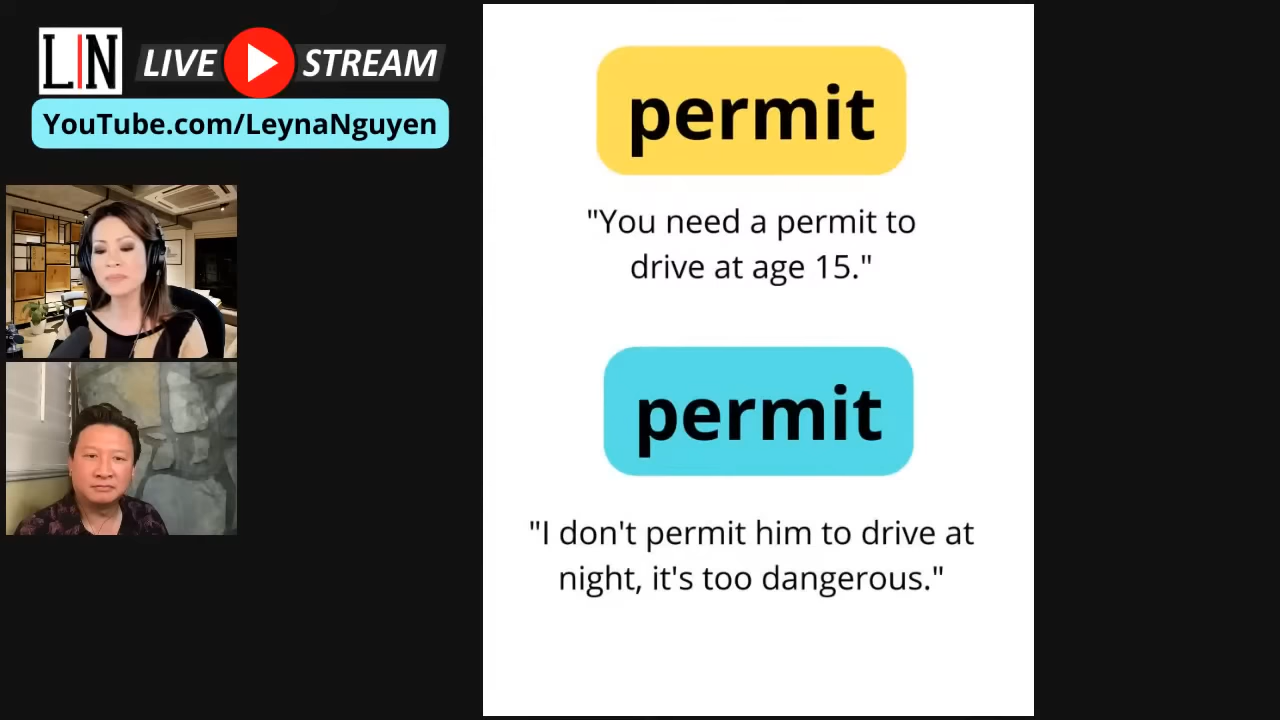 LIN LIVE STREAM
YouTube.com/LeynaNguyen
permit
"You need a permit to
drive at age 15."
permit
"I don't permit him to drive at
night, it's too dangerous."